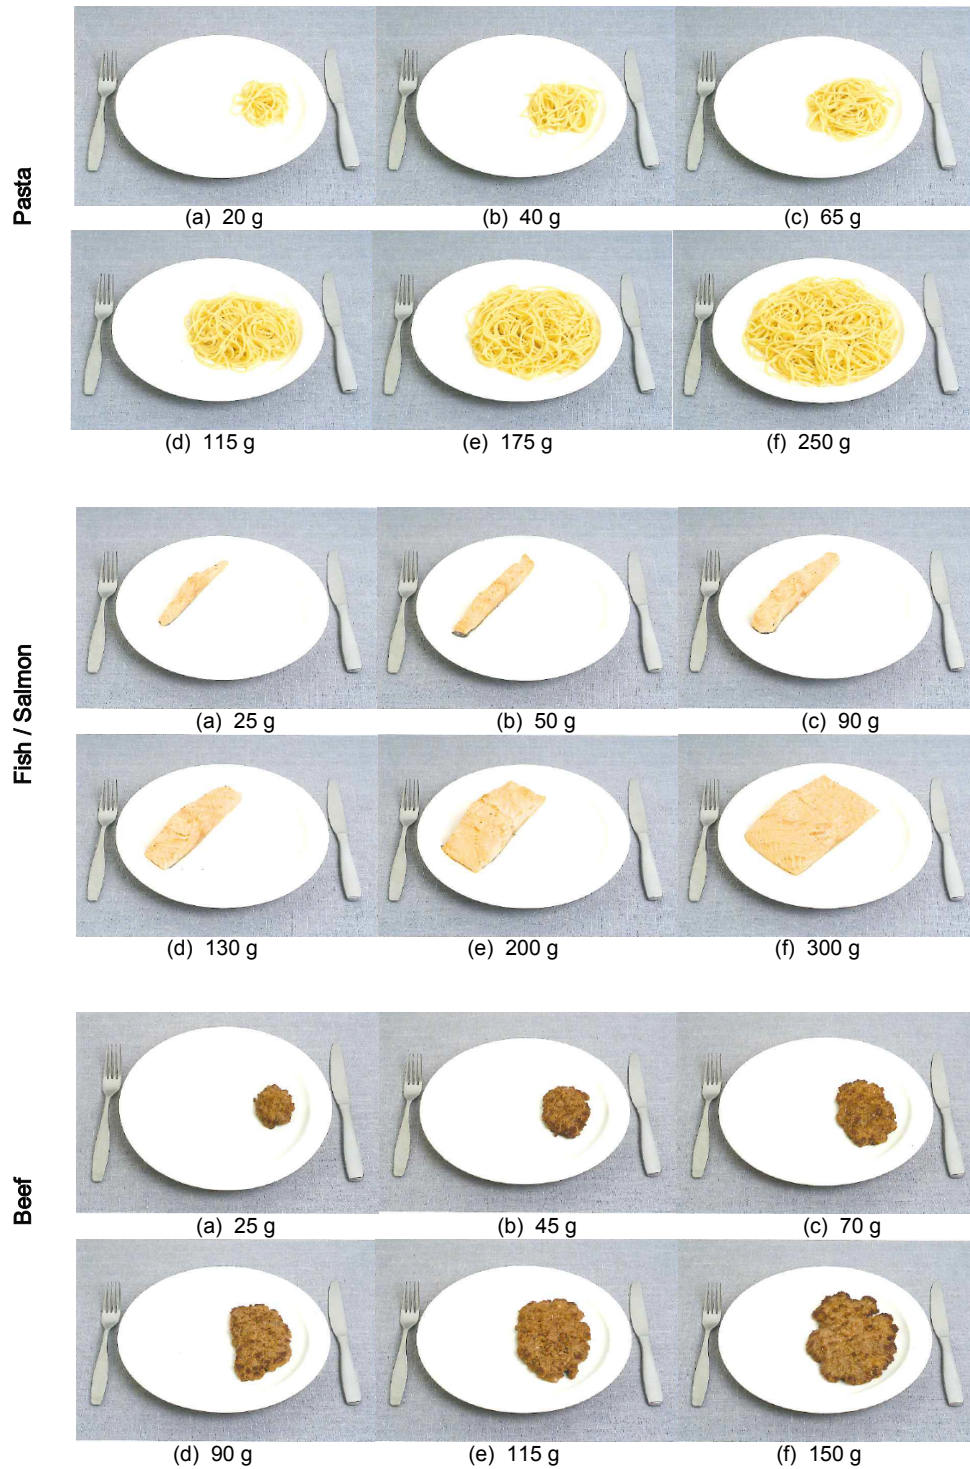 Pasta
(a) 20 g
(b) 40 g
(c) 65 g
(d) 115 g
(e) 175 g
(f) 250 g
Fish / Salmon
(a) 25 g
(b) 50 g
(c) 90 g
(d) 130 g
(e) 200 g
(f) 300 g
Beef
(a) 25 g
(b) 45 g
(c) 70 g
(d) 90 g
(e) 115 g
(f) 150 g